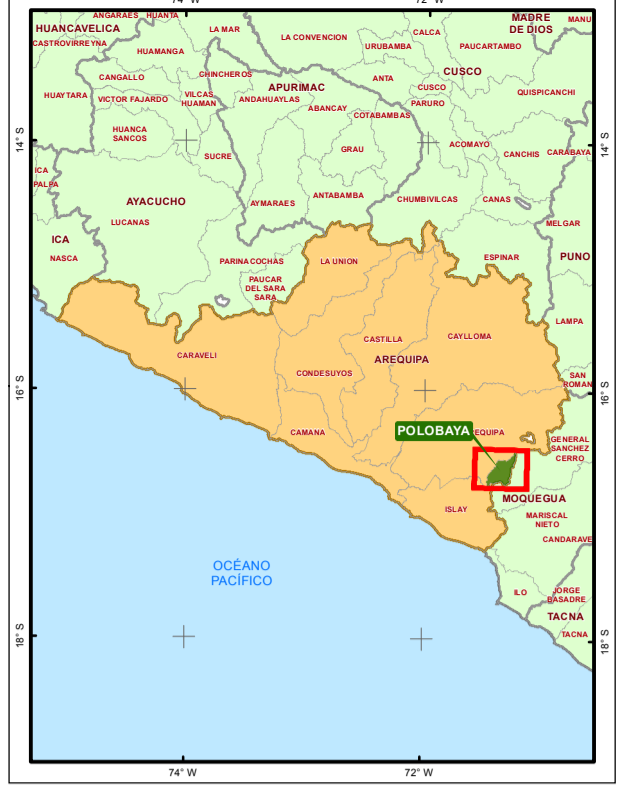 74° W
72° W
ANGARAES
HUANTA
MADRE
DE DIOS
MANU
HUANCAVELICA
LA MAR
CALCA
CASTROVIRREYNA
LA CONVENCION
URUBAMBA
PAUCARTAMBO
HUAMANGA
CANGALLO
CHINCHEROS
ANTA
CUSCO
APURIMAC
CUSCO
HUAYTARA
VICTOR FAJARDO
VILCAS
HUAMAN
ANDAHUAYLAS
ABANCAY
PARURO
QUISPICANCHI
COTABAMBAS
HUANCA
SANCOS
14° S
14° S
GRAU
ACOMAYO
CANCHIS
CARABAYA
SUCRE
ICA
PALPA
AYACUCHO
AYMARAES
ANTABAMBA
CHUMBIVILCAS
CANAS
LUCANAS
MELGAR
ICA
NASCA
PARINACOCHAS
LA UNION
ESPINAR
PUNO
PAUCAR
DEL SARA
SARA
LAMPA
CASTILLA
CAYLLOMA
CARAVELI
AREQUIPA
CONDESUYOS
SAN
ROMAN
16° S
16° S
CAMANA
POLOBAYA
EQUIPA
GENERAL
SANCHEZ
CERRO
MOQUEGUA
ISLAY
MARISCAL
NIETO
CANDARAVE
OCÉANO
PACÍFICO
ILO
JORGE
BASADRE
TACNA
TACNA
18° S
18° S
74° W
72° W